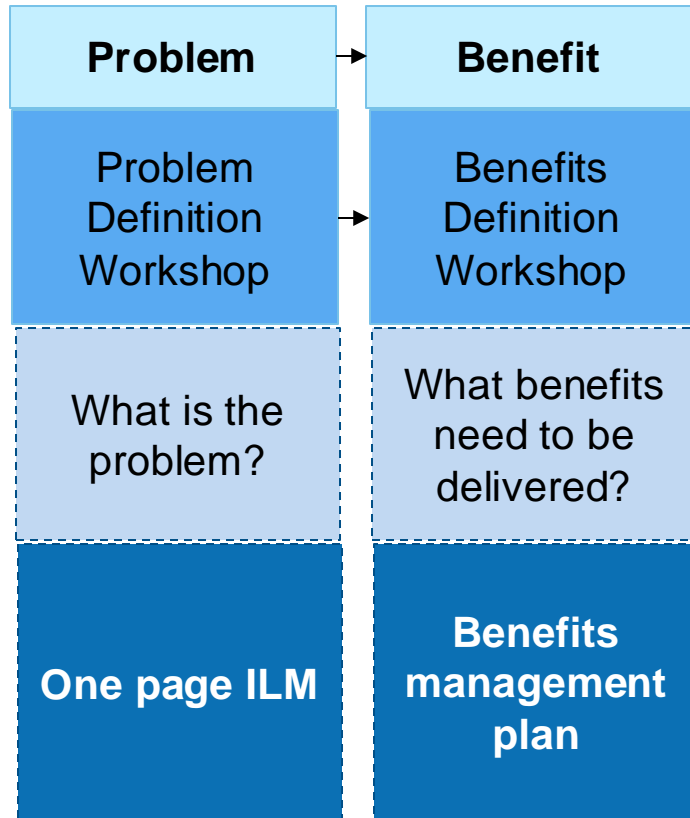 Problem
Benefit
Problem
Definition
Workshop
Benefits
Definition
Workshop
What is the
problem?
What benefits
need to be
delivered?
One page ILM
Benefits
management
plan